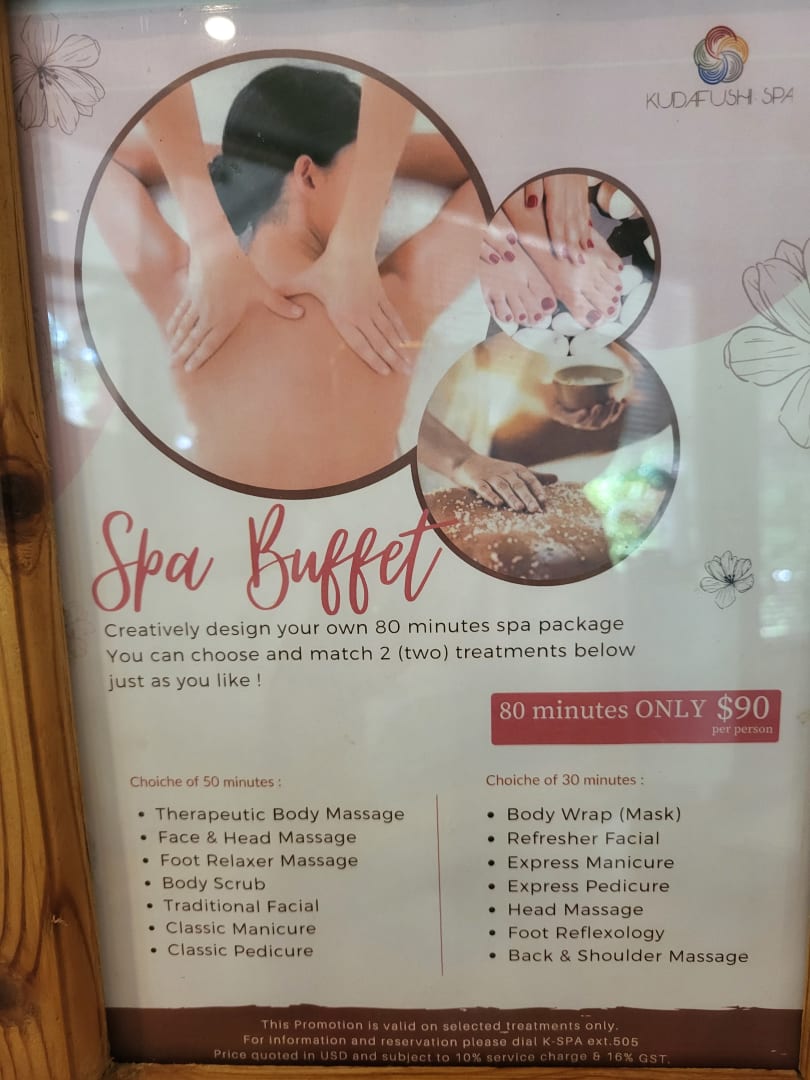 KUDAFUSHI SPA
Spa Buffet
Creatively design your own 80 minutes spa package
You can choose and match 2 (two) treatments below
just as you like !
80 minutes ONLY $90
per person
Choiche of 50 minutes :
• Therapeutic Body Massage
• Face & Head Massage
• Foot Relaxer Massage
• Body Scrub
• Traditional Facial
• Classic Manicure
• Classic Pedicure
Choiche of 30 minutes :
• Body Wrap (Mask)
• Refresher Facial
• Express Manicure
• Express Pedicure
• Head Massage
• Foot Reflexology
• Back & Shoulder Massage
This Promotion is valid on selected treatments only.
For information and reservation please dial K-SPA ext.505
Price quoted in USD and subject to 10% service charge & 16% GST.